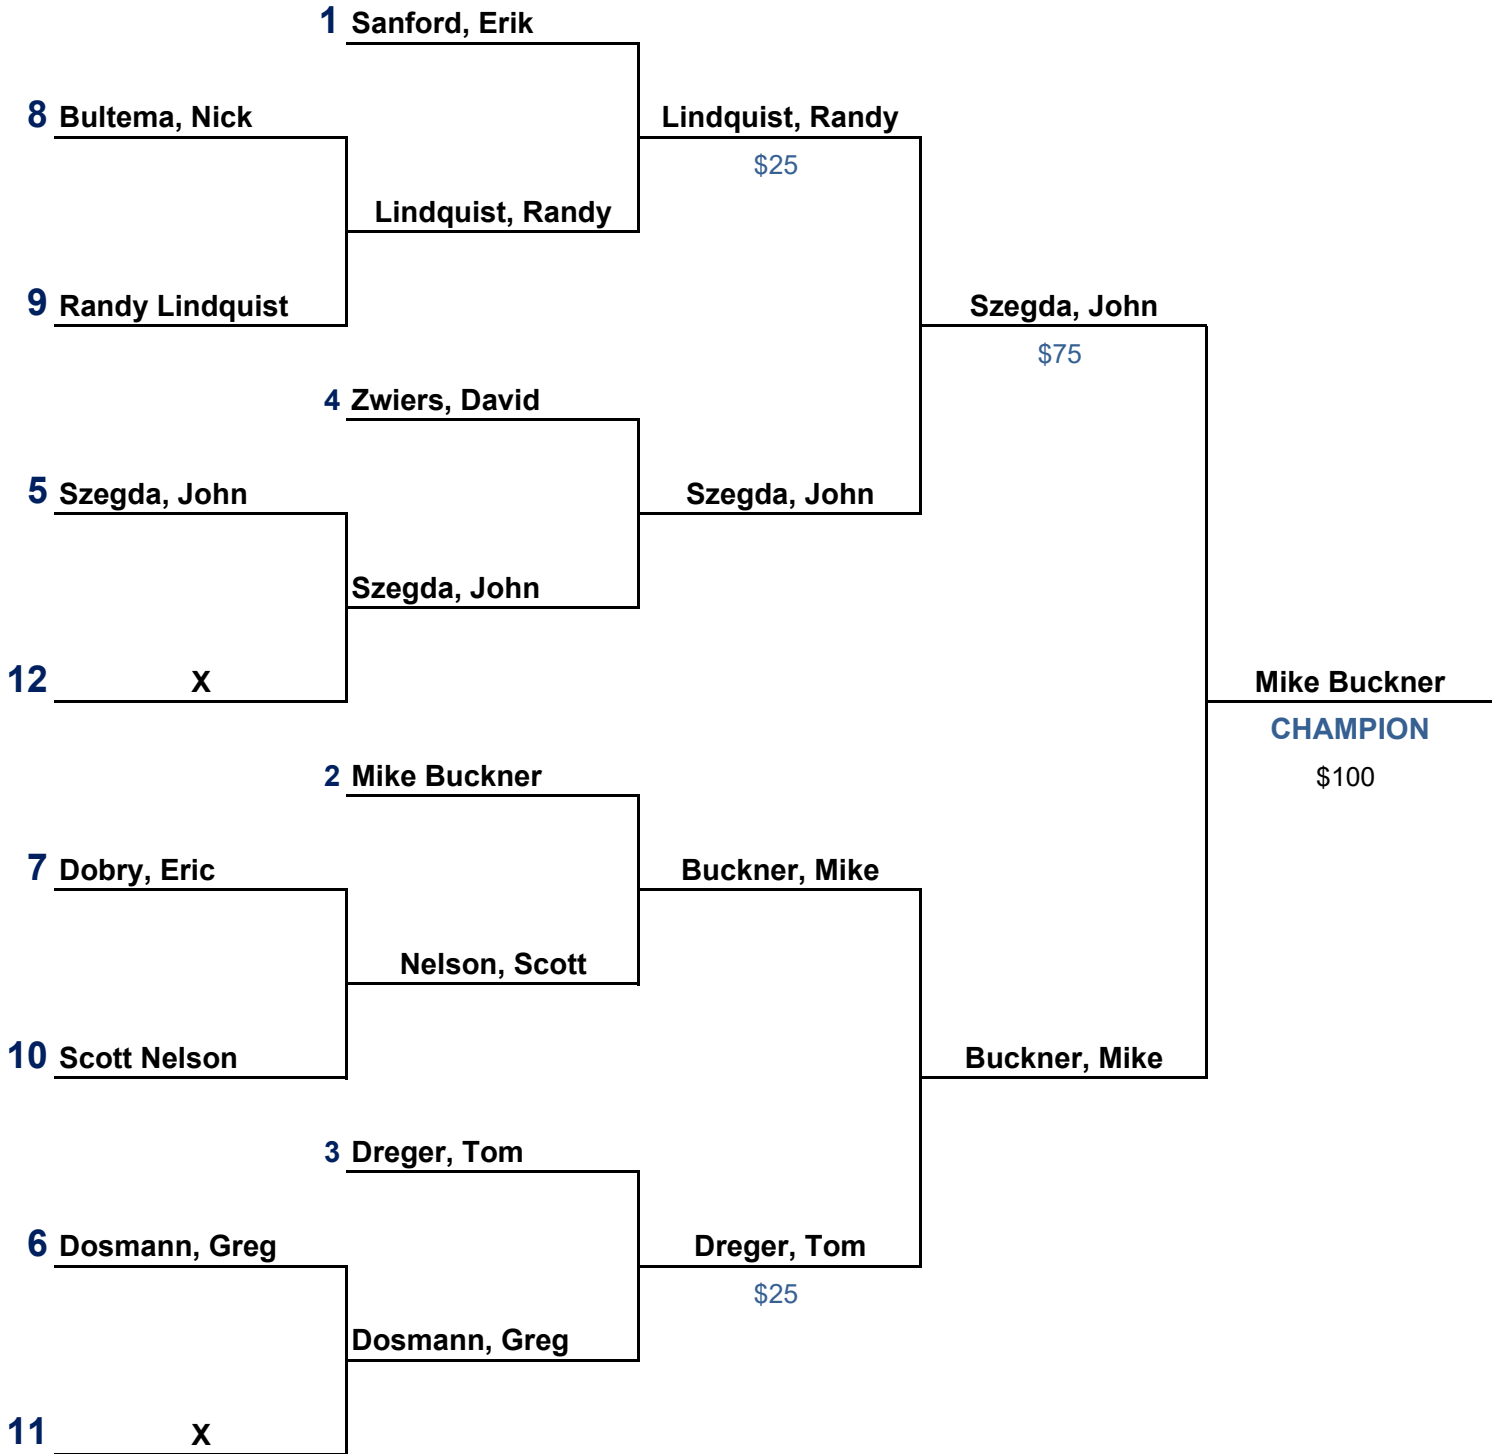 1 Sanford, Erik
8 Bultema, Nick
Lindquist, Randy
$25
Lindquist, Randy
9 Randy Lindquist
Szegda, John
$75
4 Zwiers, David
5 Szegda, John
Szegda, John
Szegda, John
12 X
Mike Buckner
CHAMPION
$100
2 Mike Buckner
7 Dobry, Eric
Buckner, Mike
Nelson, Scott
10 Scott Nelson
Buckner, Mike
3 Dreger, Tom
6 Dosmann, Greg
Dreger, Tom
$25
Dosmann, Greg
11 X